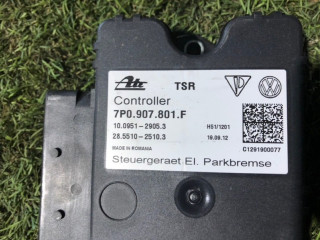 Ate TSR
Controller
7P0.907.801.F
10.0951-2905.3 H51/1201
28.5510-2510.3 19.09.12
MADE IN ROMANIA C1291900077
Steuergeraet El. Parkbremse